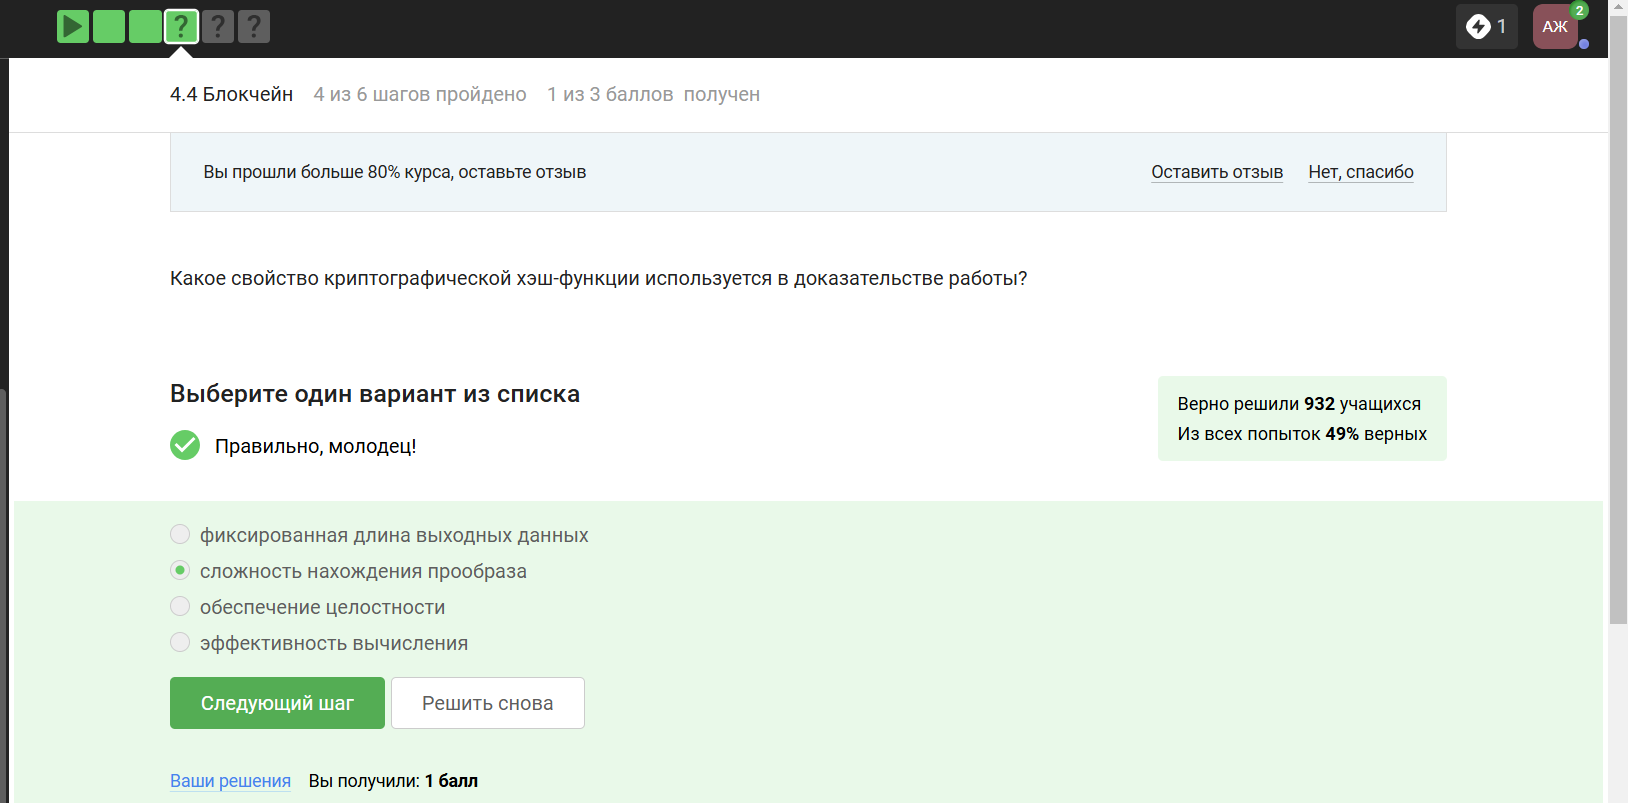 ? ? ?
1
АЖ
2
4.4 Блокчейн 4 из 6 шагов пройдено 1 из 3 баллов получен
Вы прошли больше 80% курса, оставьте отзыв Оставить отзыв Нет, спасибо
Какое свойство криптографической хэш-функции используется в доказательстве работы?
Выберите один вариант из списка
Правильно, молодец!
Верно решили 932 учащихся
Из всех попыток 49% верных
фиксированная длина выходных данных
сложность нахождения прообраза
обеспечение целостности
эффективность вычисления
Следующий шаг Решить снова
Ваши решения Вы получили: 1 балл